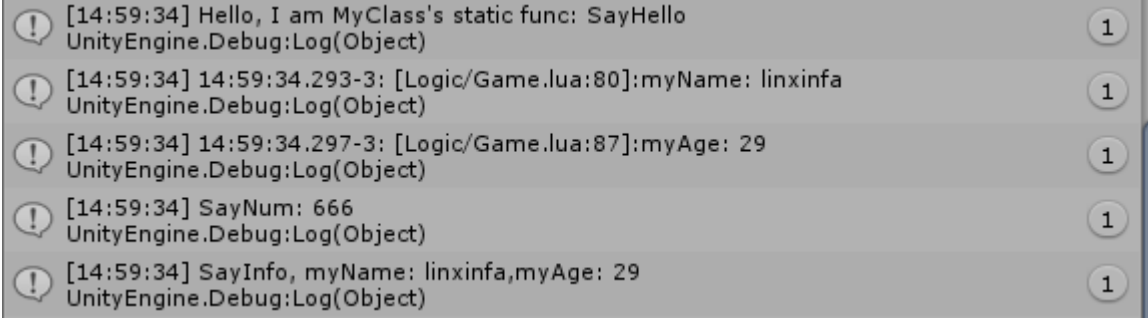 [14:59:34] Hello, I am MyClass's static func: SayHello
UnityEngine.Debug:Log(Object)
1
[14:59:34] 14:59:34.293-3: [Logic/Game.lua:80]:myName: linxinfa
UnityEngine.Debug:Log(Object)
1
[14:59:34] 14:59:34.297-3: [Logic/Game.lua:87]:myAge: 29
UnityEngine.Debug:Log(Object)
1
[14:59:34] SayNum: 666
UnityEngine.Debug:Log(Object)
1
[14:59:34] SayInfo, myName: linxinfa,myAge: 29
UnityEngine.Debug:Log(Object)
1